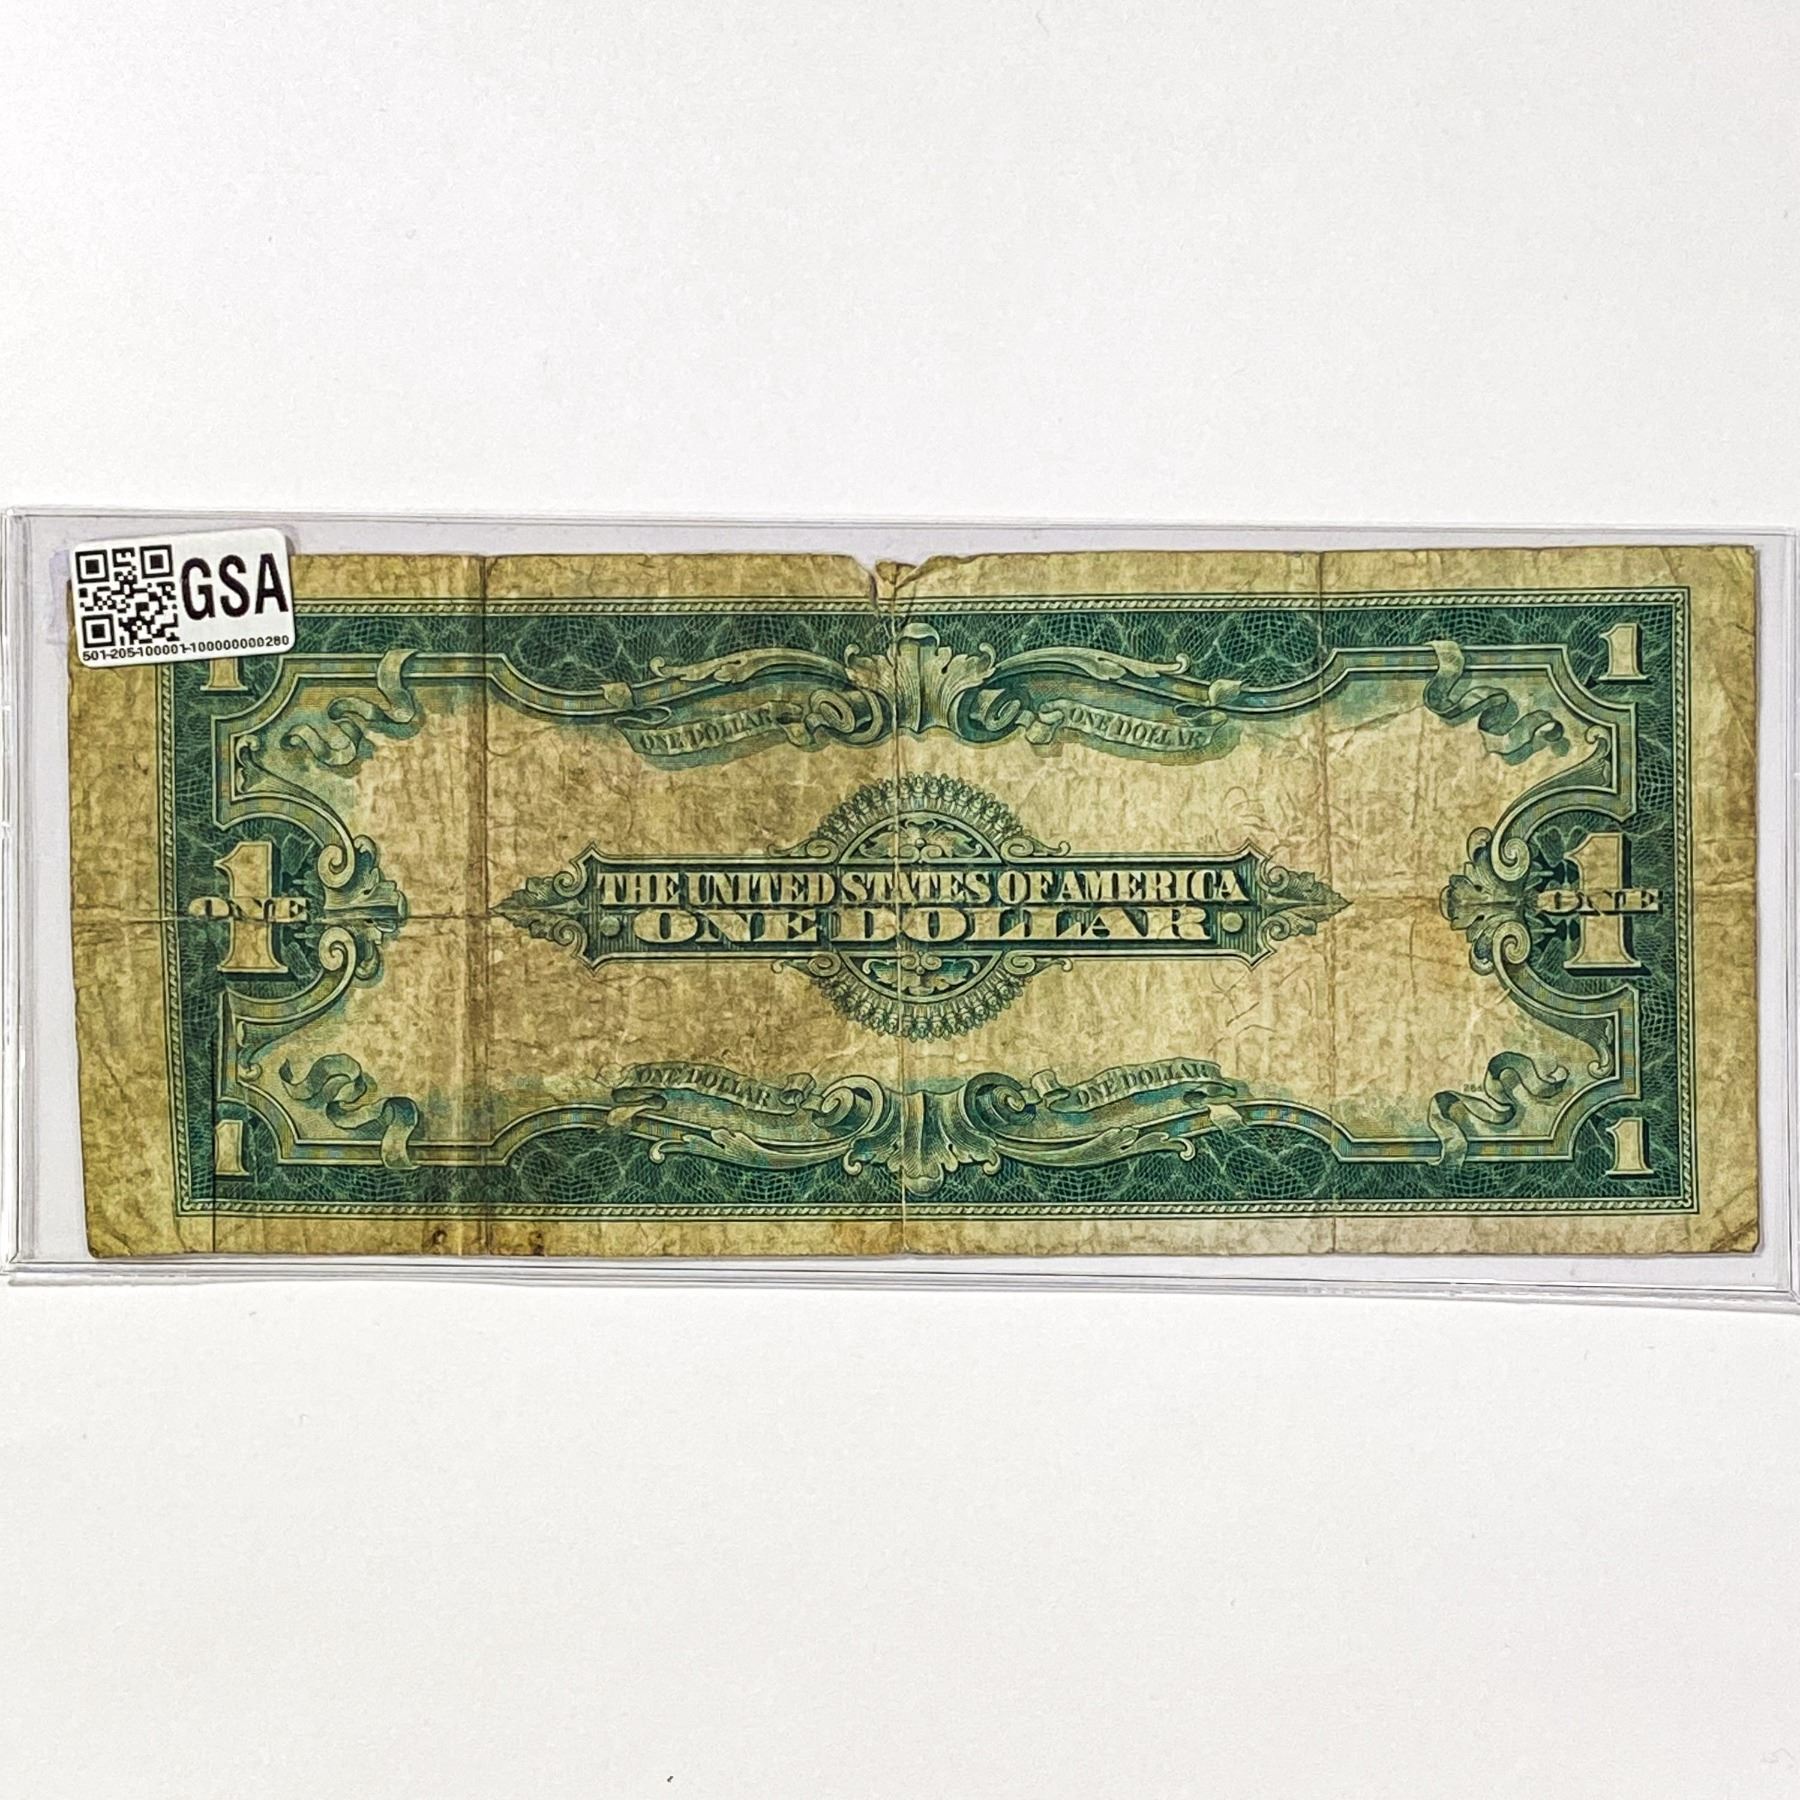 GSA
501-205-100001-100000000280
1 1
ONE DOLLAR ONE DOLLAR
THE UNITED STATES OF AMERICA
1 ONE 1 ONE
ONE DOLLAR
ONE DOLLAR ONE DOLLAR
1 1